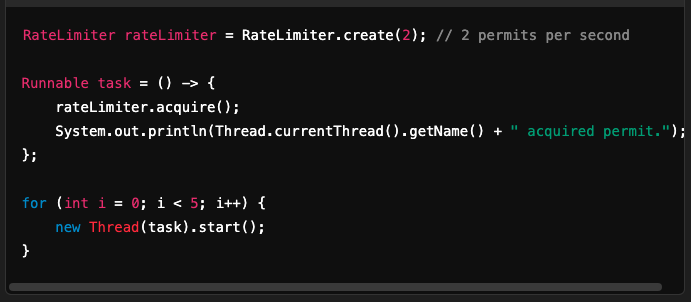 RateLimiter rateLimiter = RateLimiter.create(2); // 2 permits per second
Runnable task = () -> {
    rateLimiter.acquire();
    System.out.println(Thread.currentThread().getName() + " acquired permit.");
};
for (int i = 0; i < 5; i++) {
    new Thread(task).start();
}